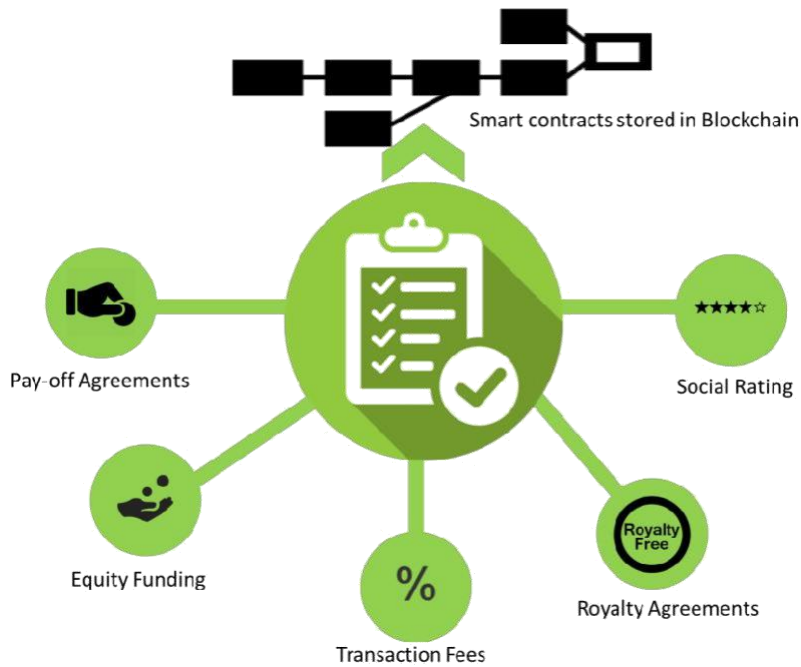 Smart contracts stored in Blockchain
Pay-off Agreements
Social Rating
Equity Funding
Royalty
Free
Royalty Agreements
%
Transaction Fees